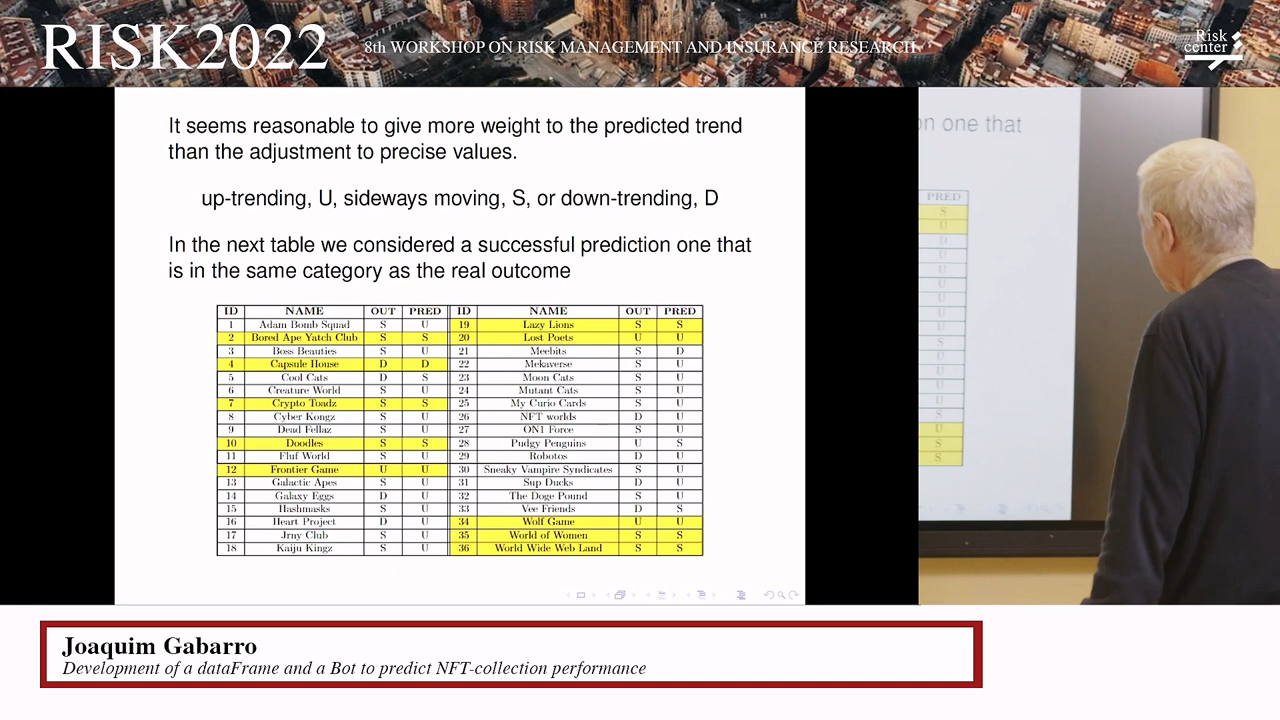 RISK2022
8th WORKSHOP ON RISK MANAGEMENT AND INSURANCE RESEARCH
Risk
center
It seems reasonable to give more weight to the predicted trend
than the adjustment to precise values.
up-trending, U, sideways moving, S, or down-trending, D
In the next table we considered a successful prediction one that
is in the same category as the real outcome
ID NAME OUT PRED ID NAME OUT PRED
1 Adam Bomb Squad S U 19 Lazy Lions S S
2 Bored Ape Yatch Club S S 20 Lost Poets U U
3 Boss Beauties S U 21 Meebits S D
4 Capsule House D D 22 Mekaverse S U
5 Cool Cats D S 23 Moon Cats S U
6 Creature World S U 24 Mutant Cats S U
7 Crypto Toadz S S 25 My Curio Cards S U
8 Cyber Kongz S U 26 NFT worlds D U
9 Dead Fellaz S U 27 ON1 Force S U
10 Doodles S S 28 Pudgy Penguins U S
11 Fluf World S U 29 Robotos D U
12 Frontier Game U U 30 Sneaky Vampire Syndicates S U
13 Galactic Apes S U 31 Sup Ducks D U
14 Galaxy Eggs D U 32 The Doge Pound S U
15 Hashmasks S U 33 Vee Friends D S
16 Heart Project D U 34 Wolf Game U U
17 Jrny Club S U 35 World of Women S S
18 Kaiju Kingz S U 36 World Wide Web Land S S
on one that
PRED
S
U
D
U
U
U
U
U
U
S
U
U
U
U
S
U
S
S
Joaquim Gabarro
Development of a dataFrame and a Bot to predict NFT-collection performance